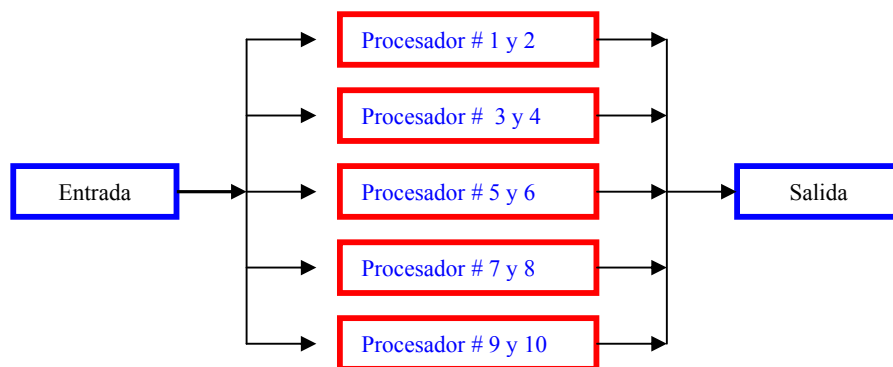 Procesador # 1 y 2
Procesador #  3 y 4
Entrada
Procesador # 5 y 6
Salida
Procesador # 7 y 8
Procesador # 9 y 10